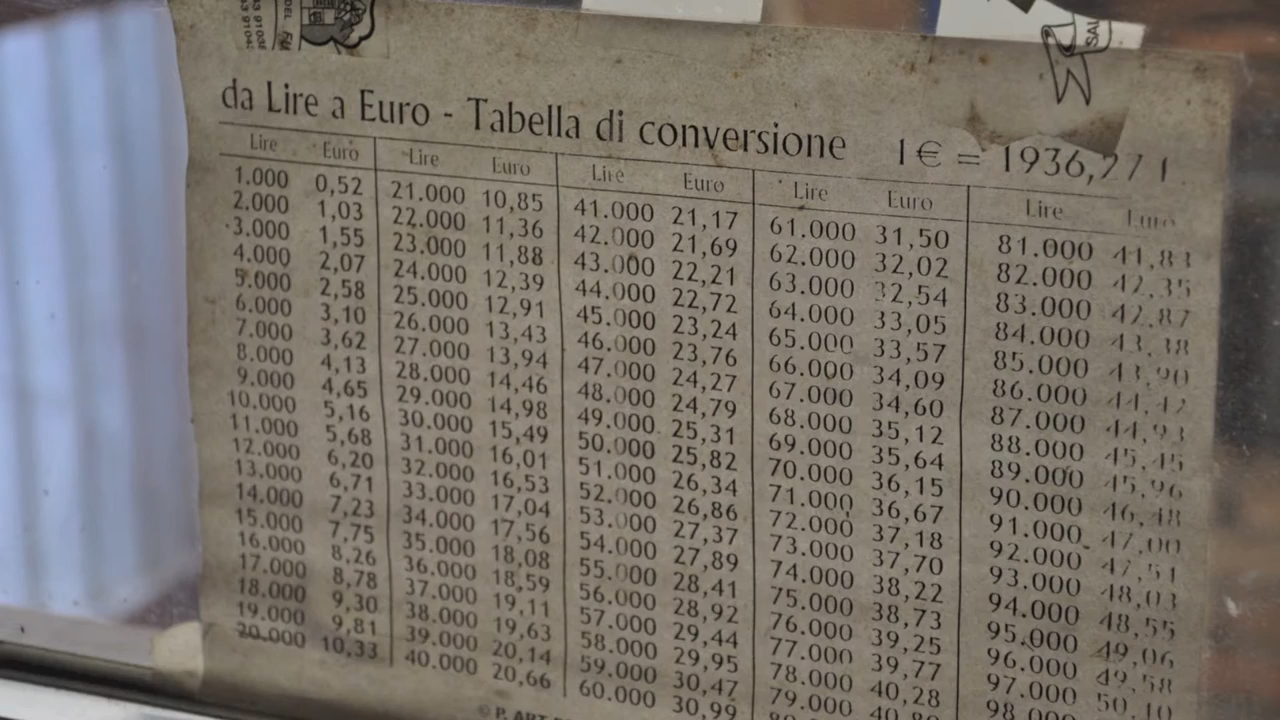 DEL
SAL
da Lire a Euro - Tabella di conversione 1€ = 1936,27
Lire Euro Lire Euro Lire Euro Lire Euro Lire Euro
1.000 0,52 21.000 10,85 41.000 21,17 61.000 31,50 81.000 41,83
2.000 1,03 22.000 11,36 42.000 21,69 62.000 32,02 82.000 42,35
3.000 1,55 23.000 11,88 43.000 22,21 63.000 32,54 83.000 42,87
4.000 2,07 24.000 12,39 44.000 22,72 64.000 33,05 84.000 43,38
5.000 2,58 25.000 12,91 45.000 23,24 65.000 33,57 85.000 43,90
6.000 3,10 26.000 13,43 46.000 23,76 66.000 34,09 86.000 44,42
7.000 3,62 27.000 13,94 47.000 24,27 67.000 34,60 87.000 44,93
8.000 4,13 28.000 14,46 48.000 24,79 68.000 35,12 88.000 45,45
9.000 4,65 29.000 14,98 49.000 25,31 69.000 35,64 89.000 45,96
10.000 5,16 30.000 15,49 50.000 25,82 70.000 36,15 90.000 46,48
11.000 5,68 31.000 16,01 51.000 26,34 71.000 36,67 91.000 47,00
12.000 6,20 32.000 16,53 52.000 26,86 72.000 37,18 92.000 47,51
13.000 6,71 33.000 17,04 53.000 27,37 73.000 37,70 93.000 48,03
14.000 7,23 34.000 17,56 54.000 27,89 74.000 38,22 94.000 48,55
15.000 7,75 35.000 18,08 55.000 28,41 75.000 38,73 95.000 49,06
16.000 8,26 36.000 18,59 56.000 28,92 76.000 39,25 96.000 49,58
17.000 8,78 37.000 19,11 57.000 29,44 77.000 39,77 97.000 50,10
18.000 9,30 38.000 19,63 58.000 29,95 78.000 40,28
19.000 9,81 39.000 20,14 59.000 30,47 79.000 40,80
20.000 10,33 40.000 20,66 60.000 30,99